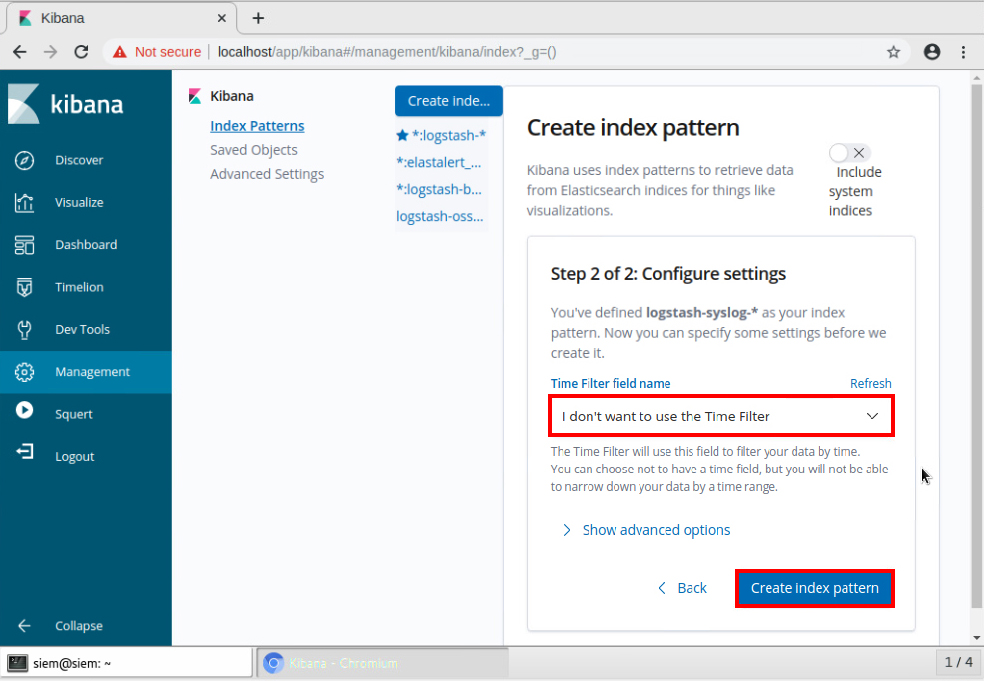 Kibana
Not secure
localhost/app/kibana#/management/kibana/index?_g=()
kibana
Discover
Visualize
Dashboard
Timelion
Dev Tools
Management
Squert
Logout
Collapse
Kibana
Index Patterns
Saved Objects
Advanced Settings
Create Inde...
*:logstash-*
*:elastalert_...
*:logstash-b...
logstash-oss...
Create index pattern
Kibana uses index patterns to retrieve data
from Elasticsearch indices for things like
visualizations.
Include
system
indices
Step 2 of 2: Configure settings
You've defined logstash-syslog-* as your index
pattern. Now you can specify some settings before we
create it.
Time Filter field name
Refresh
I don't want to use the Time Filter
The Time Filter will use this field to filter your data by time.
You can choose not to have a time field, but you will not be able
to narrow down your data by a time range.
Show advanced options
Back
Create index pattern
siem@siem: ~
Kibana - Chromium
1 / 4